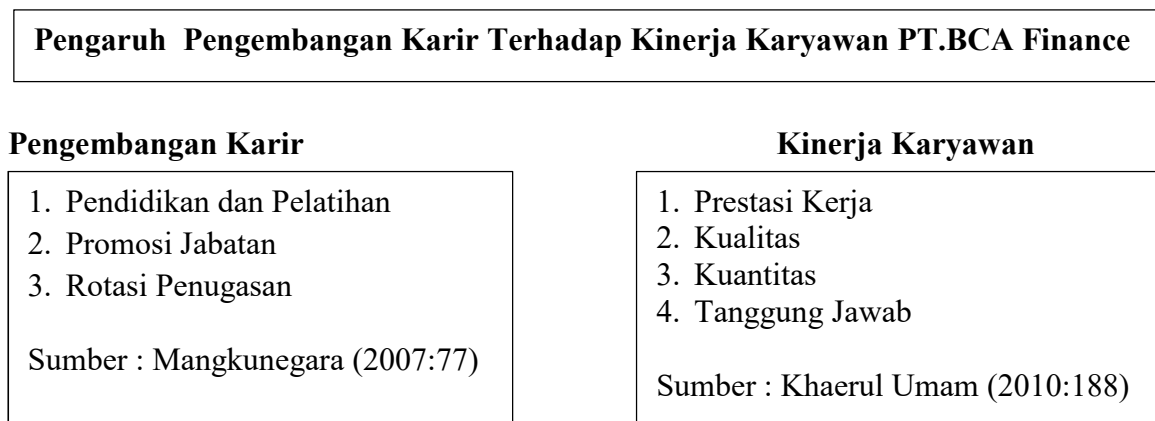 Pengaruh Pengembangan Karir Terhadap Kinerja Karyawan PT.BCA Finance
Pengembangan Karir
1. Pendidikan dan Pelatihan
2. Promosi Jabatan
3. Rotasi Penugasan
Sumber : Mangkunegara (2007:77)
Kinerja Karyawan
1. Prestasi Kerja
2. Kualitas
3. Kuantitas
4. Tanggung Jawab
Sumber : Khaerul Umam (2010:188)